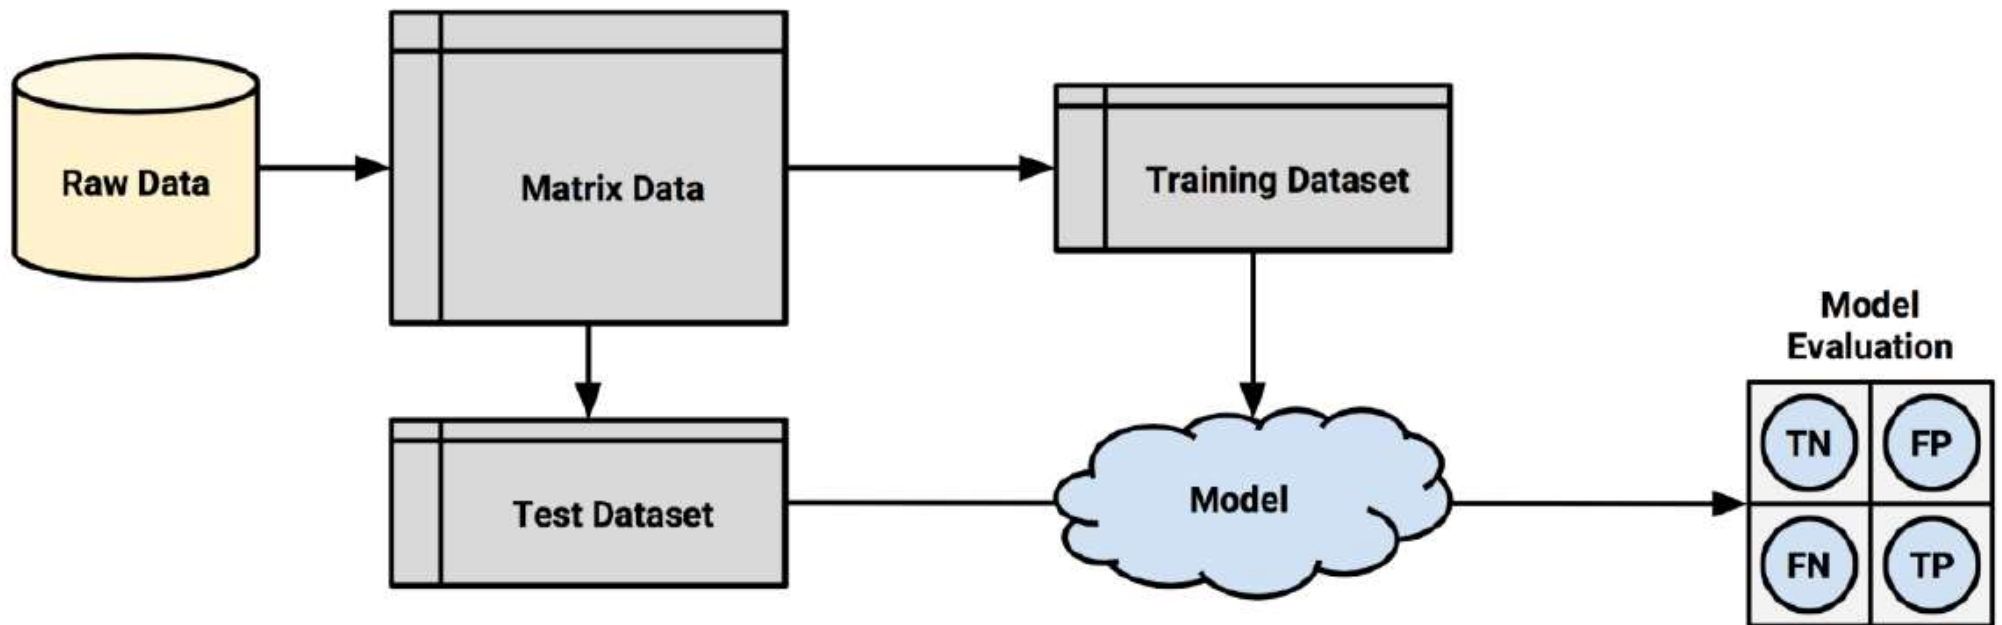 Raw Data
Matrix Data
Training Dataset
Test Dataset
Model
Model
Evaluation
TN
FP
FN
TP